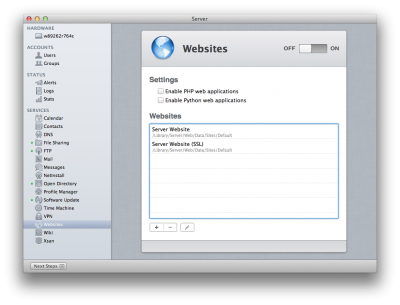 Server
HARDWARE
w89262r764c
ACCOUNTS
Users
Groups
STATUS
Alerts
Logs
Stats
SERVICES
Calendar
Contacts
DNS
File Sharing
FTP
Mail
Messages
NetInstall
Open Directory
Profile Manager
Software Update
Time Machine
VPN
Websites
Wiki
Xsan
Next Steps
Websites
OFF ON
Settings
Enable PHP web applications
Enable Python web applications
Websites
Server Website
/Library/Server/Web/Data/Sites/Default
Server Website (SSL)
/Library/Server/Web/Data/Sites/Default